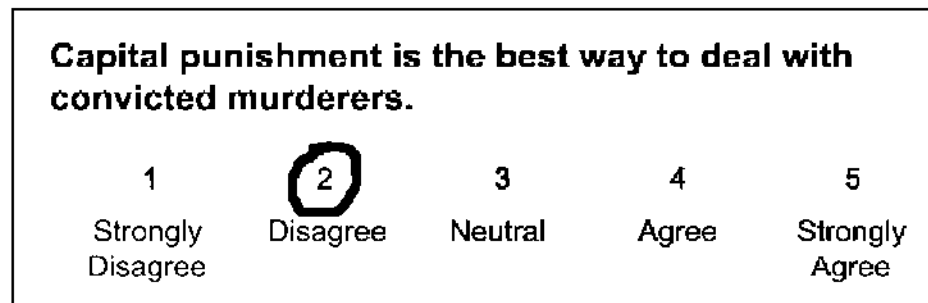 Capital punishment is the best way to deal with
convicted murderers.
1 2 3 4 5
Strongly Disagree Neutral Agree Strongly
Disagree Agree